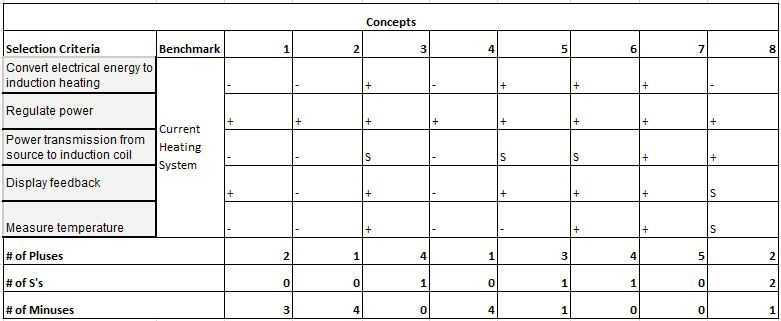 Concepts
Selection Criteria Benchmark 1 2 3 4 5 6 7 8
Convert electrical energy to
induction heating - - + - + + + -
Regulate power + + + + + + + +
Current
Heating
System
Power transmission from
source to induction coil - - S - S S + +
Display feedback + - + - + + + S
Measure temperature - - + - - + + S
# of Pluses 2 1 4 1 3 4 5 2
# of S's 0 0 1 0 1 1 0 2
# of Minuses 3 4 0 4 1 0 0 1